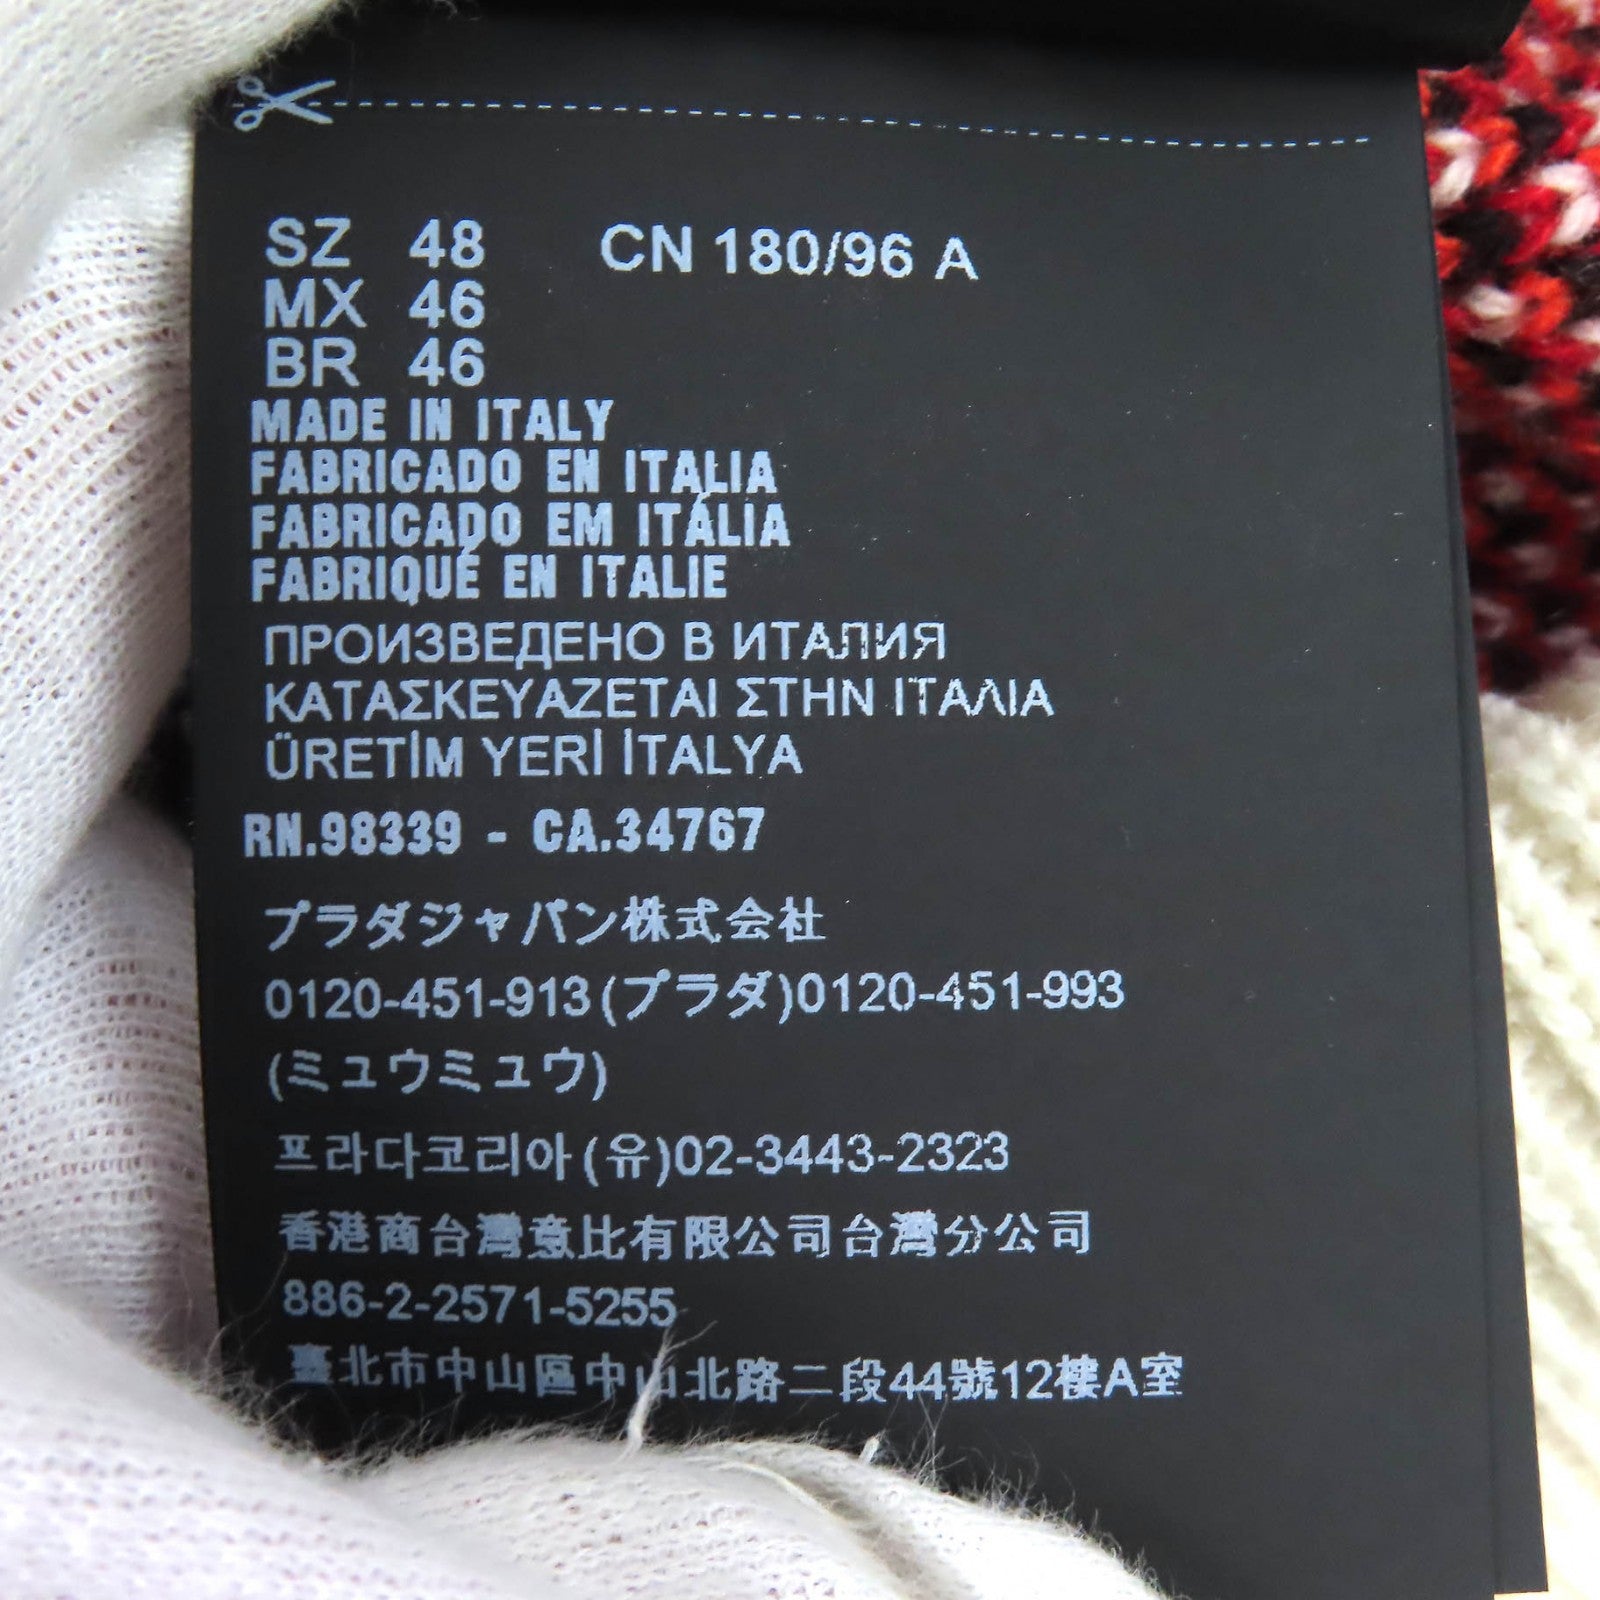 SZ 48 CN 180/96 A
MX 46
BR 46
MADE IN ITALY
FABRICADO EN ITALIA
FABRICADO EM ITÁLIA
FABRIQUÉ EN ITALIE
ПРОИЗВЕДЕНО В ИТАЛИЯ
ΚΑΤΑΣΚΕΥΑΖΕΤΑΙ ΣΤΗΝ ΙΤΑΛΙΑ
ÜRETİM YERİ İTALYA
RN.98339 - CA.34767
プラダジャパン株式会社
0120-451-913(プラダ)0120-451-993
(ミュウミュウ)
프라다코리아(유)02-3443-2323
香港商台灣意比有限公司台灣分公司
886-2-2571-5255
臺北市中山區中山北路二段44號12樓A室